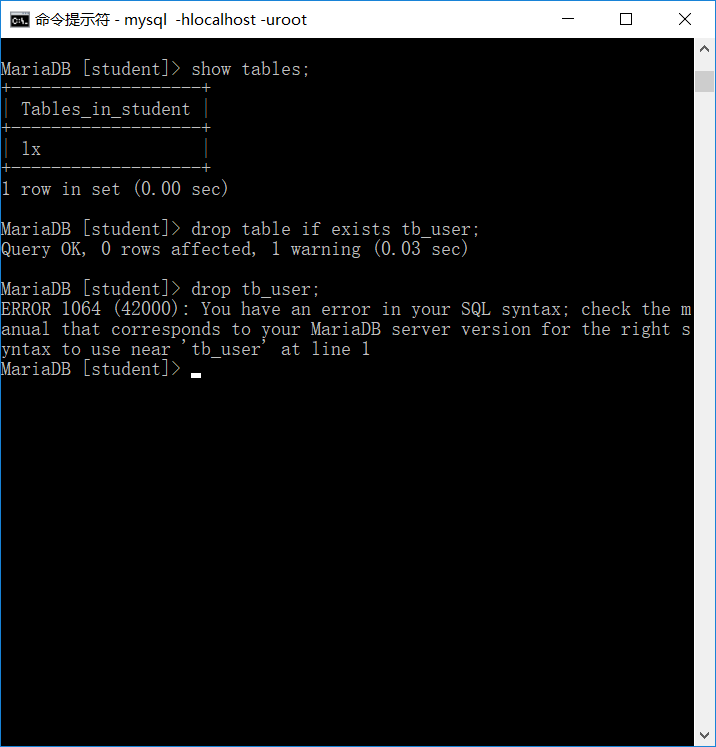 命令提示符 - mysql -hlocalhost -uroot
MariaDB [student]> show tables;
+-------------------+
| Tables_in_student |
+-------------------+
| lx                |
+-------------------+
1 row in set (0.00 sec)
MariaDB [student]> drop table if exists tb_user;
Query OK, 0 rows affected, 1 warning (0.03 sec)
MariaDB [student]> drop tb_user;
ERROR 1064 (42000): You have an error in your SQL syntax; check the m
anual that corresponds to your MariaDB server version for the right s
yntax to use near 'tb_user' at line 1
MariaDB [student]>